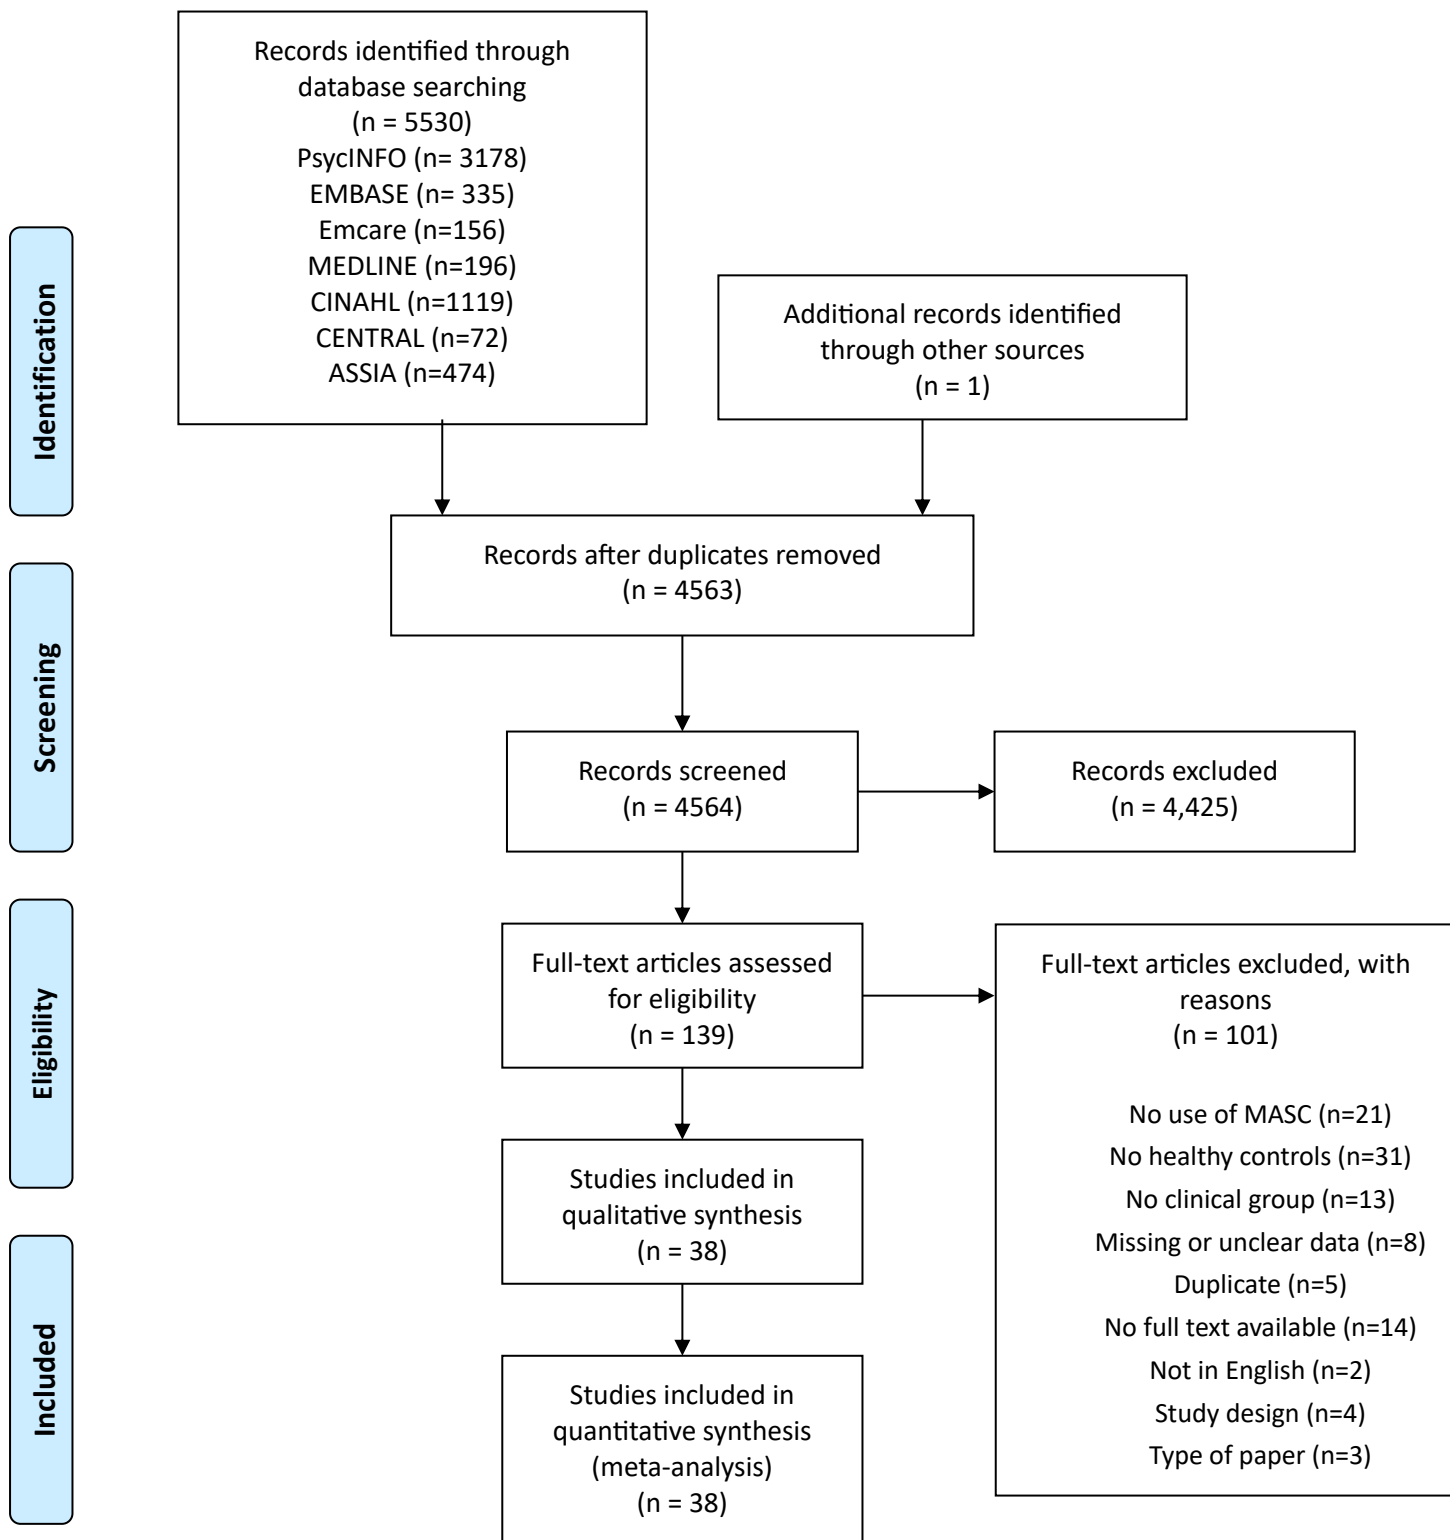 Records identified through
database searching
(n = 5530)
PsycINFO (n= 3178)
EMBASE (n= 335)
Emcare (n=156)
MEDLINE (n=196)
CINAHL (n=1119)
CENTRAL (n=72)
ASSIA (n=474)
Additional records identified
through other sources
(n = 1)
Identification
Records after duplicates removed
(n = 4563)
Screening
Records screened
(n = 4564)
Records excluded
(n = 4,425)
Eligibility
Full-text articles assessed
for eligibility
(n = 139)
Full-text articles excluded, with
reasons
(n = 101)
No use of MASC (n=21)
No healthy controls (n=31)
No clinical group (n=13)
Missing or unclear data (n=8)
Duplicate (n=5)
No full text available (n=14)
Not in English (n=2)
Study design (n=4)
Type of paper (n=3)
Studies included in
qualitative synthesis
(n = 38)
Included
Studies included in
quantitative synthesis
(meta-analysis)
(n = 38)